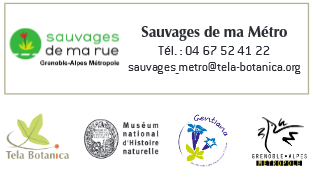 sauvages
de ma rue
Grenoble-Alpes Métropole
Sauvages de ma Métro
Tél. : 04 67 52 41 22
sauvages_metro@tela-botanica.org
Tela Botanica
Muséum
national
d'Histoire
naturelle
Gentiana
GRENOBLE•ALPES
MÉTROPOLE